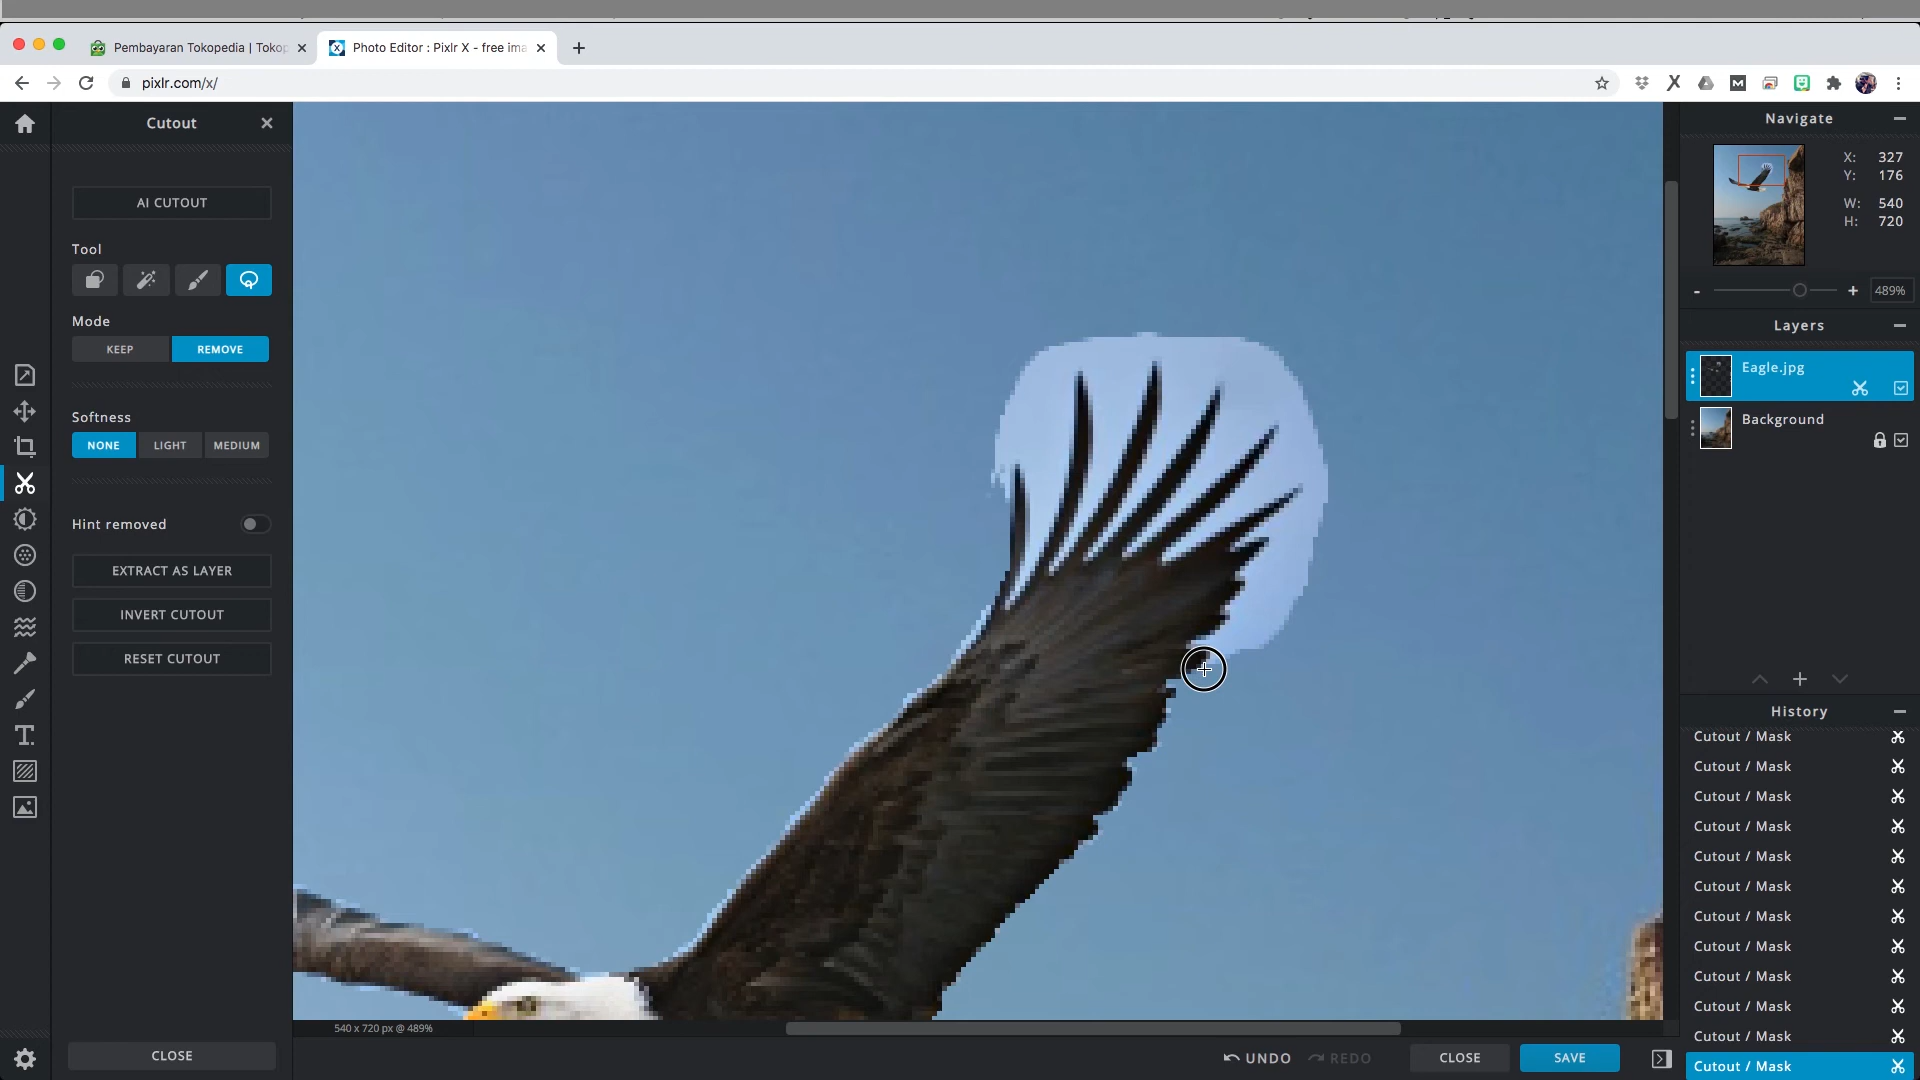 Pembayaran Tokopedia | Tokop
Photo Editor : Pixlr X - free ima
pixlr.com/x/
Cutout
AI CUTOUT
Tool
Mode
KEEP
REMOVE
Softness
NONE
LIGHT
MEDIUM
Hint removed
EXTRACT AS LAYER
INVERT CUTOUT
RESET CUTOUT
CLOSE
540 x 720 px @ 489%
UNDO
REDO
CLOSE
SAVE
Navigate
X: 327
Y: 176
W: 540
H: 720
- + 489%
Layers
Eagle.jpg
Background
History
Cutout / Mask
Cutout / Mask
Cutout / Mask
Cutout / Mask
Cutout / Mask
Cutout / Mask
Cutout / Mask
Cutout / Mask
Cutout / Mask
Cutout / Mask
Cutout / Mask
Cutout / Mask